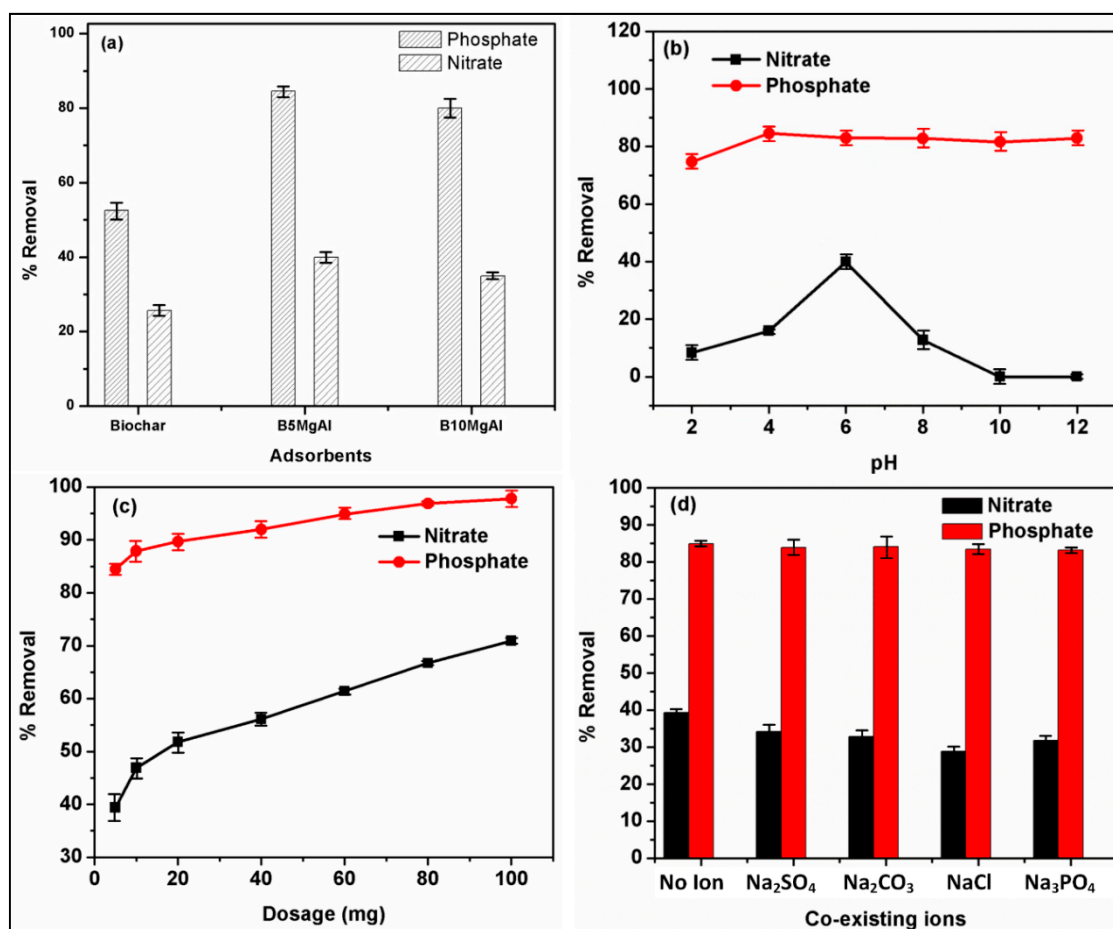 (a)
Phosphate
Nitrate
100
80
60
40
20
0
% Removal
Biochar B5MgAl B10MgAl
Adsorbents
(b)
Nitrate
Phosphate
120
100
80
60
40
20
0
% Removal
2 4 6 8 10 12
pH
(c)
Nitrate
Phosphate
100
90
80
70
60
50
40
30
% Removal
0 20 40 60 80 100
Dosage (mg)
(d)
Nitrate
Phosphate
100
90
80
70
60
50
40
30
20
10
0
% Removal
No Ion Na₂SO₄ Na₂CO₃ NaCl Na₃PO₄
Co-existing ions